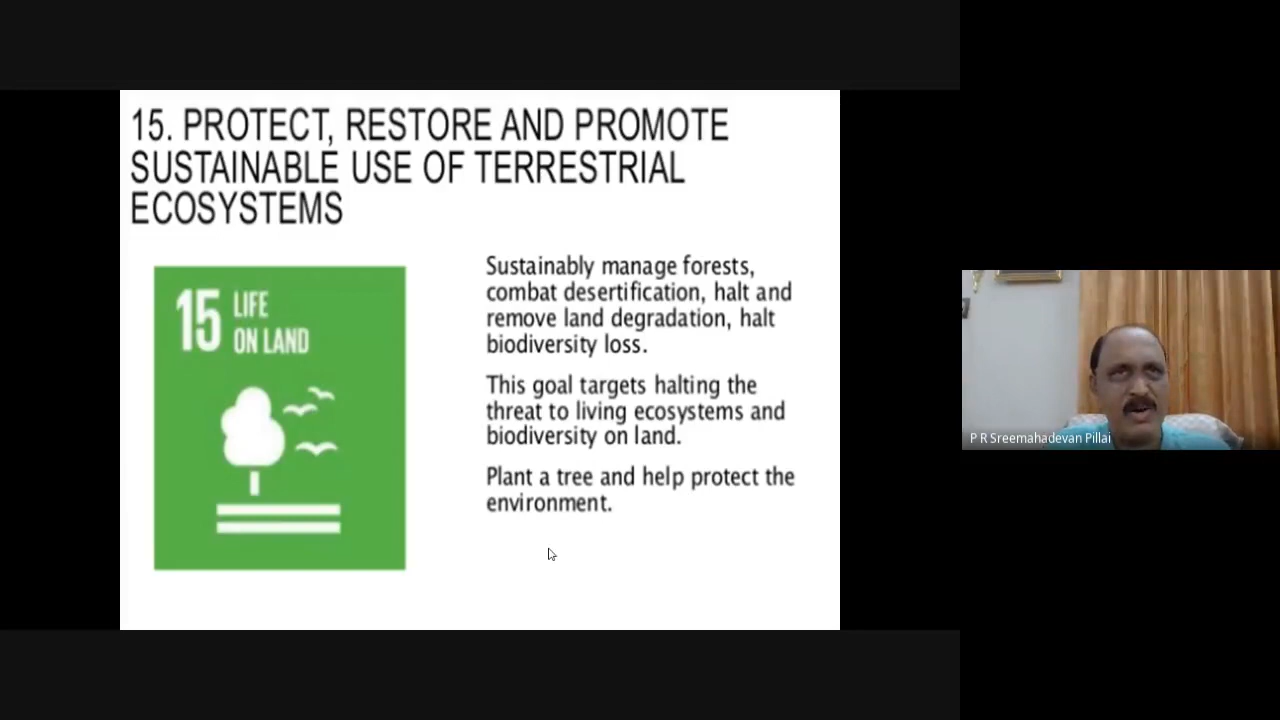 15. PROTECT, RESTORE AND PROMOTE
SUSTAINABLE USE OF TERRESTRIAL
ECOSYSTEMS
15 LIFE
ON LAND
Sustainably manage forests,
combat desertification, halt and
remove land degradation, halt
biodiversity loss.
This goal targets halting the
threat to living ecosystems and
biodiversity on land.
Plant a tree and help protect the
environment.
P R Sreemahadevan Pillai